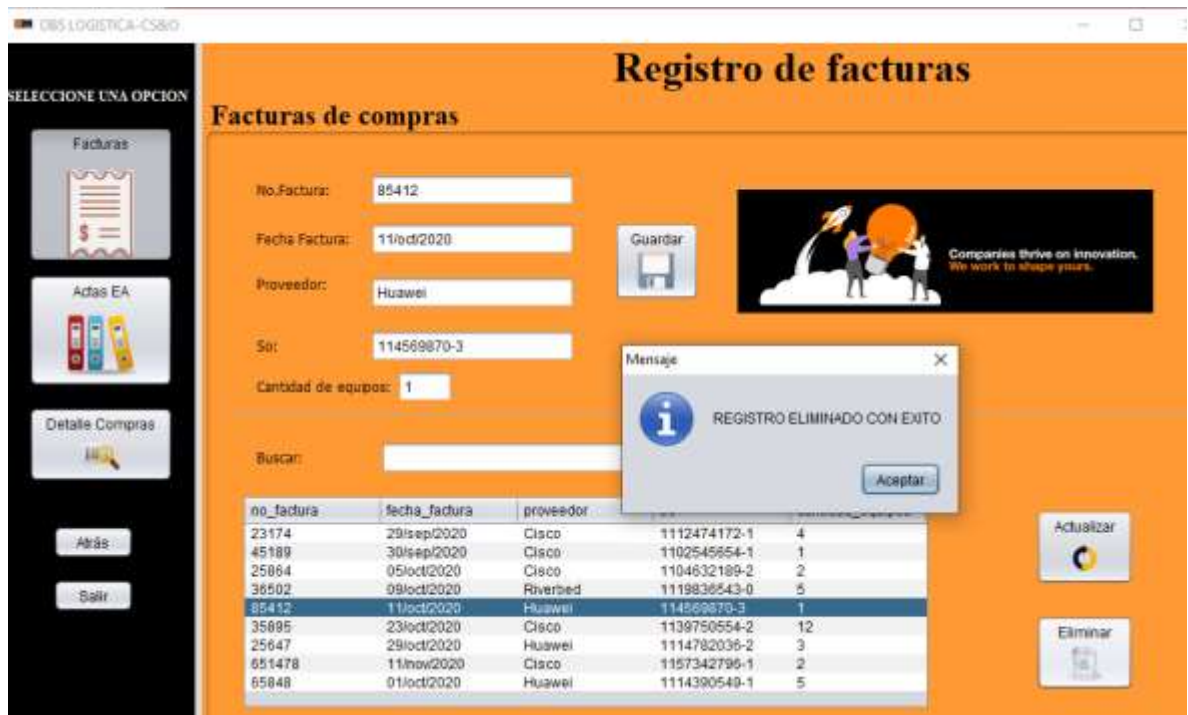 OBS LOGISTICA-CS&O
SELECCIONE UNA OPCION
Facturas
Actas EA
Detalle Compras
Atrás
Salir
Registro de facturas
Facturas de compras
No.Factura: 85412
Fecha Factura: 11/oct/2020
Proveedor: Huawei
So: 114569870-3
Cantidad de equipos: 1
Guardar
Companies thrive on innovation.
We work to shape yours.
Mensaje
REGISTRO ELIMINADO CON EXITO
Aceptar
Buscar:
no_factura fecha_factura proveedor
23174 29/sep/2020 Cisco 1112474172-1 4
45189 30/sep/2020 Cisco 1102545654-1 1
25864 05/oct/2020 Cisco 1104632189-2 2
36502 09/oct/2020 Riverbed 1119836543-0 5
85412 11/oct/2020 Huawei 114569870-3 1
35895 23/oct/2020 Cisco 1139750554-2 12
25647 29/oct/2020 Huawei 1114782036-2 3
651478 11/nov/2020 Cisco 1157342796-1 2
65848 01/oct/2020 Huawei 1114390549-1 5
Actualizar
Eliminar